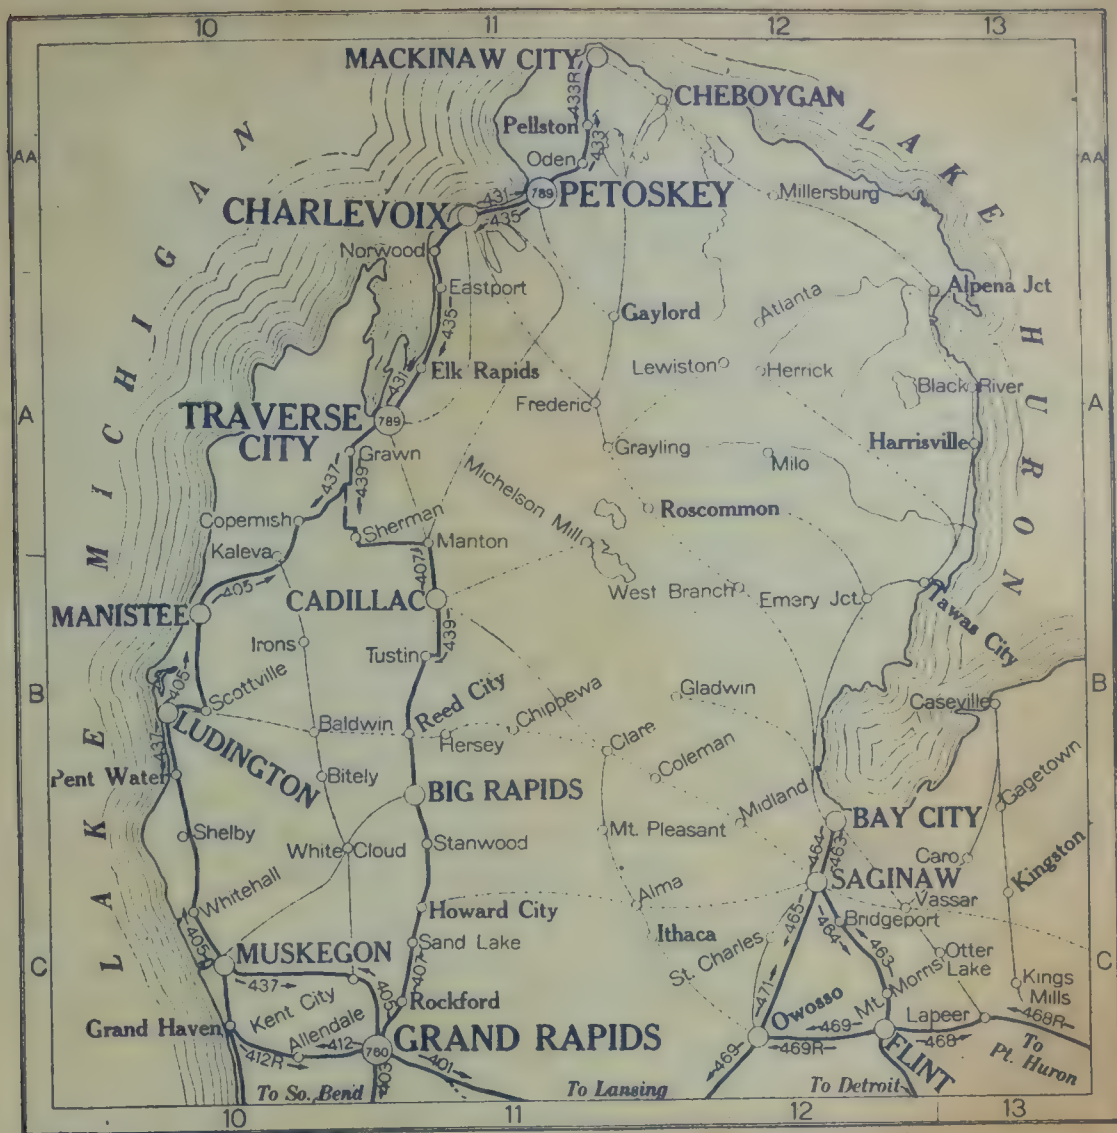 10 11 12 13
MACKINAW CITY
433R
CHEBOYGAN
LAKE HURON
Pellston
433
AA
AA
Oden
Millersburg
LAKE MICHIGAN
431
789
PETOSKEY
CHARLEVOIX
435
Norwood
Eastport
Alpena Jct
Atlanta
Gaylord
435
Lewiston
Herrick
431
Elk Rapids
Black River
Frederic
A
A
TRAVERSE
CITY
789
Harrisville
Grawn
Grayling
Milo
437
439
Michelson Mill
Copemish
Roscommon
Sherman
Manton
Kaleva
407
405
West Branch
Emery Jct.
MANISTEE
CADILLAC
Tawas City
439
Irons
Tustin
405
B
B
Scottville
Reed City
Chippewa
Gladwin
Caseville
LUDINGTON
Baldwin
Hersey
Clare
437
Coleman
Pent Water
Bitely
Gagetown
BIG RAPIDS
Midland
BAY CITY
Shelby
Mt. Pleasant
White Cloud
Stanwood
464
463
Caro
Kingston
SAGINAW
Whitehall
Alma
Vassar
Howard City
465
Bridgeport
405
Ithaca
464
463
Sand Lake
St. Charles
MUSKEGON
Otter
Lake
C
C
437
407
405
471
Mt. Morris
Kings
Mills
Kent City
Rockford
Owosso
Grand Haven
Allendale
Lapeer
468R
412
GRAND RAPIDS
469
468
412R
780
469R
FLINT
To
Pt. Huron
403
401
469
To So. Bend
To Lansing
To Detroit
10 11 12 13